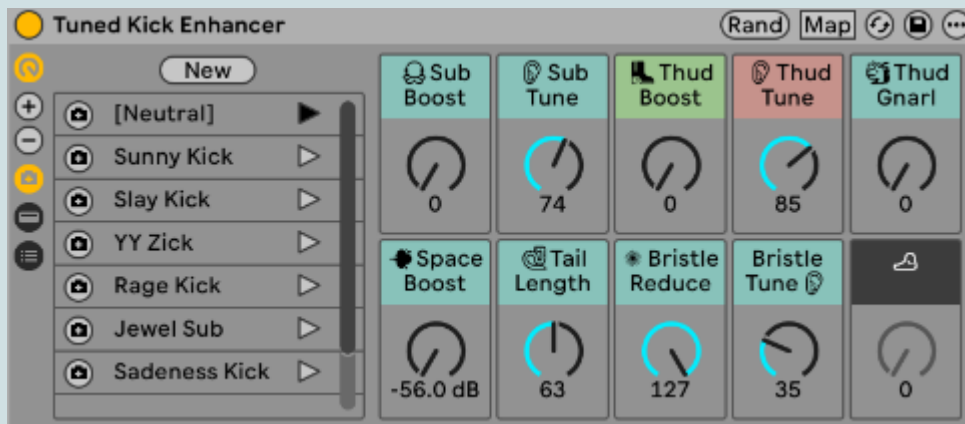 Tuned Kick Enhancer
Rand Map
New
[Neutral]
Sunny Kick
Slay Kick
YY Zick
Rage Kick
Jewel Sub
Sadeness Kick
Sub
Boost
0
Sub
Tune
74
Thud
Boost
0
Thud
Tune
85
Thud
Gnarl
0
Space
Boost
-56.0 dB
Tail
Length
63
Bristle
Reduce
127
Bristle
Tune
35
0